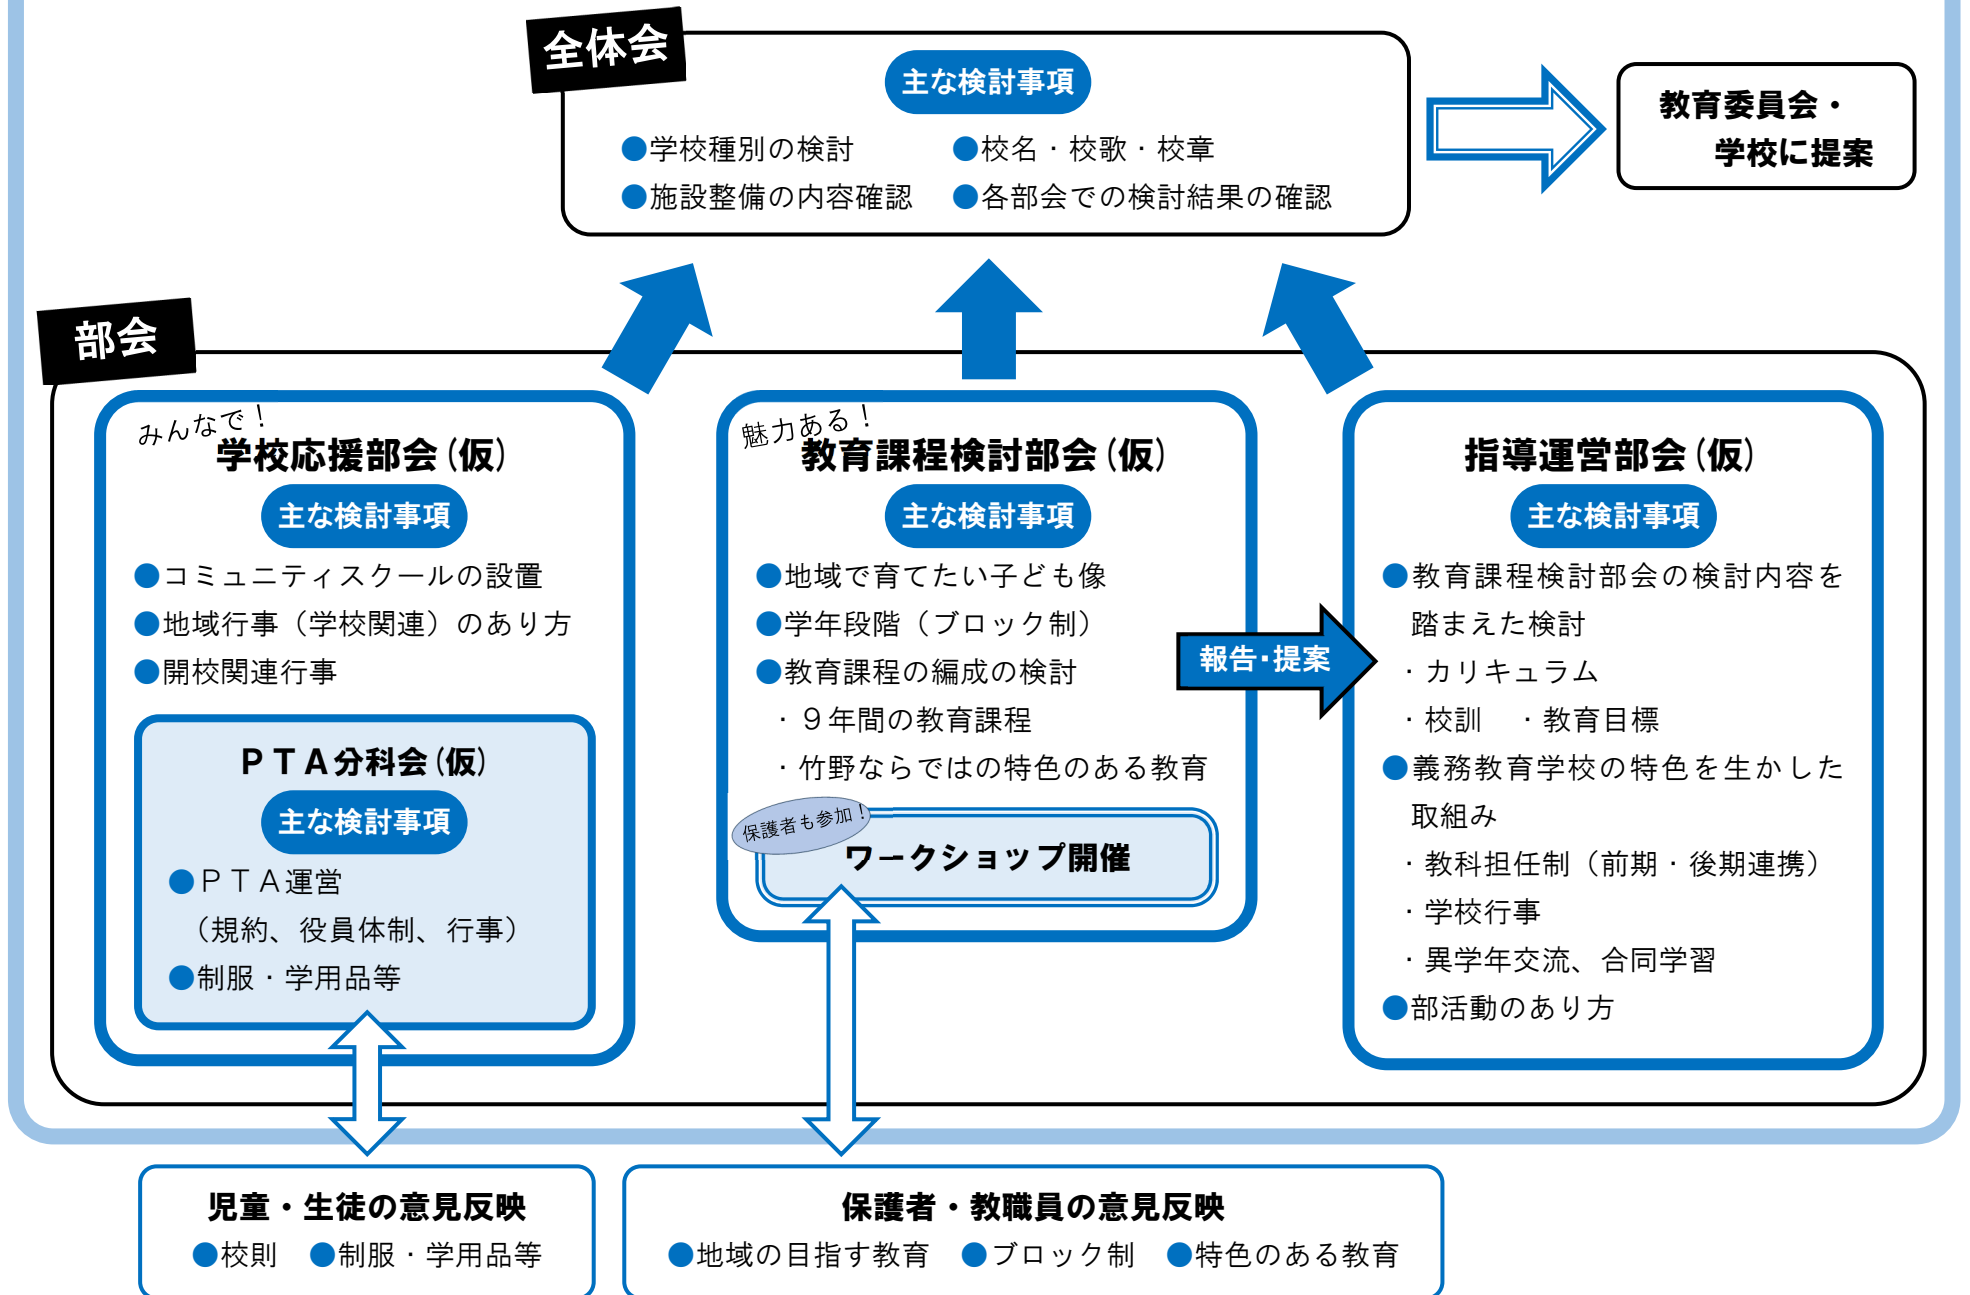 全体会
主な検討事項
●学校種別の検討　●校名・校歌・校章
●施設整備の内容確認　●各部会での検討結果の確認
教育委員会・
学校に提案
部会
みんなで！
学校応援部会(仮)
主な検討事項
●コミュニティスクールの設置
●地域行事（学校関連）のあり方
●開校関連行事
ＰＴＡ分科会(仮)
主な検討事項
●ＰＴＡ運営
（規約、役員体制、行事）
●制服・学用品等
魅力ある！
教育課程検討部会(仮)
主な検討事項
●地域で育てたい子ども像
●学年段階（ブロック制）
●教育課程の編成の検討
・９年間の教育課程
・竹野ならではの特色のある教育
保護者も参加！
ワークショップ開催
報告・提案
指導運営部会(仮)
主な検討事項
●教育課程検討部会の検討内容を
踏まえた検討
・カリキュラム
・校訓　・教育目標
●義務教育学校の特色を生かした
取組み
・教科担任制（前期・後期連携）
・学校行事
・異学年交流、合同学習
●部活動のあり方
児童・生徒の意見反映
●校則　●制服・学用品等
保護者・教職員の意見反映
●地域の目指す教育　●ブロック制　●特色のある教育